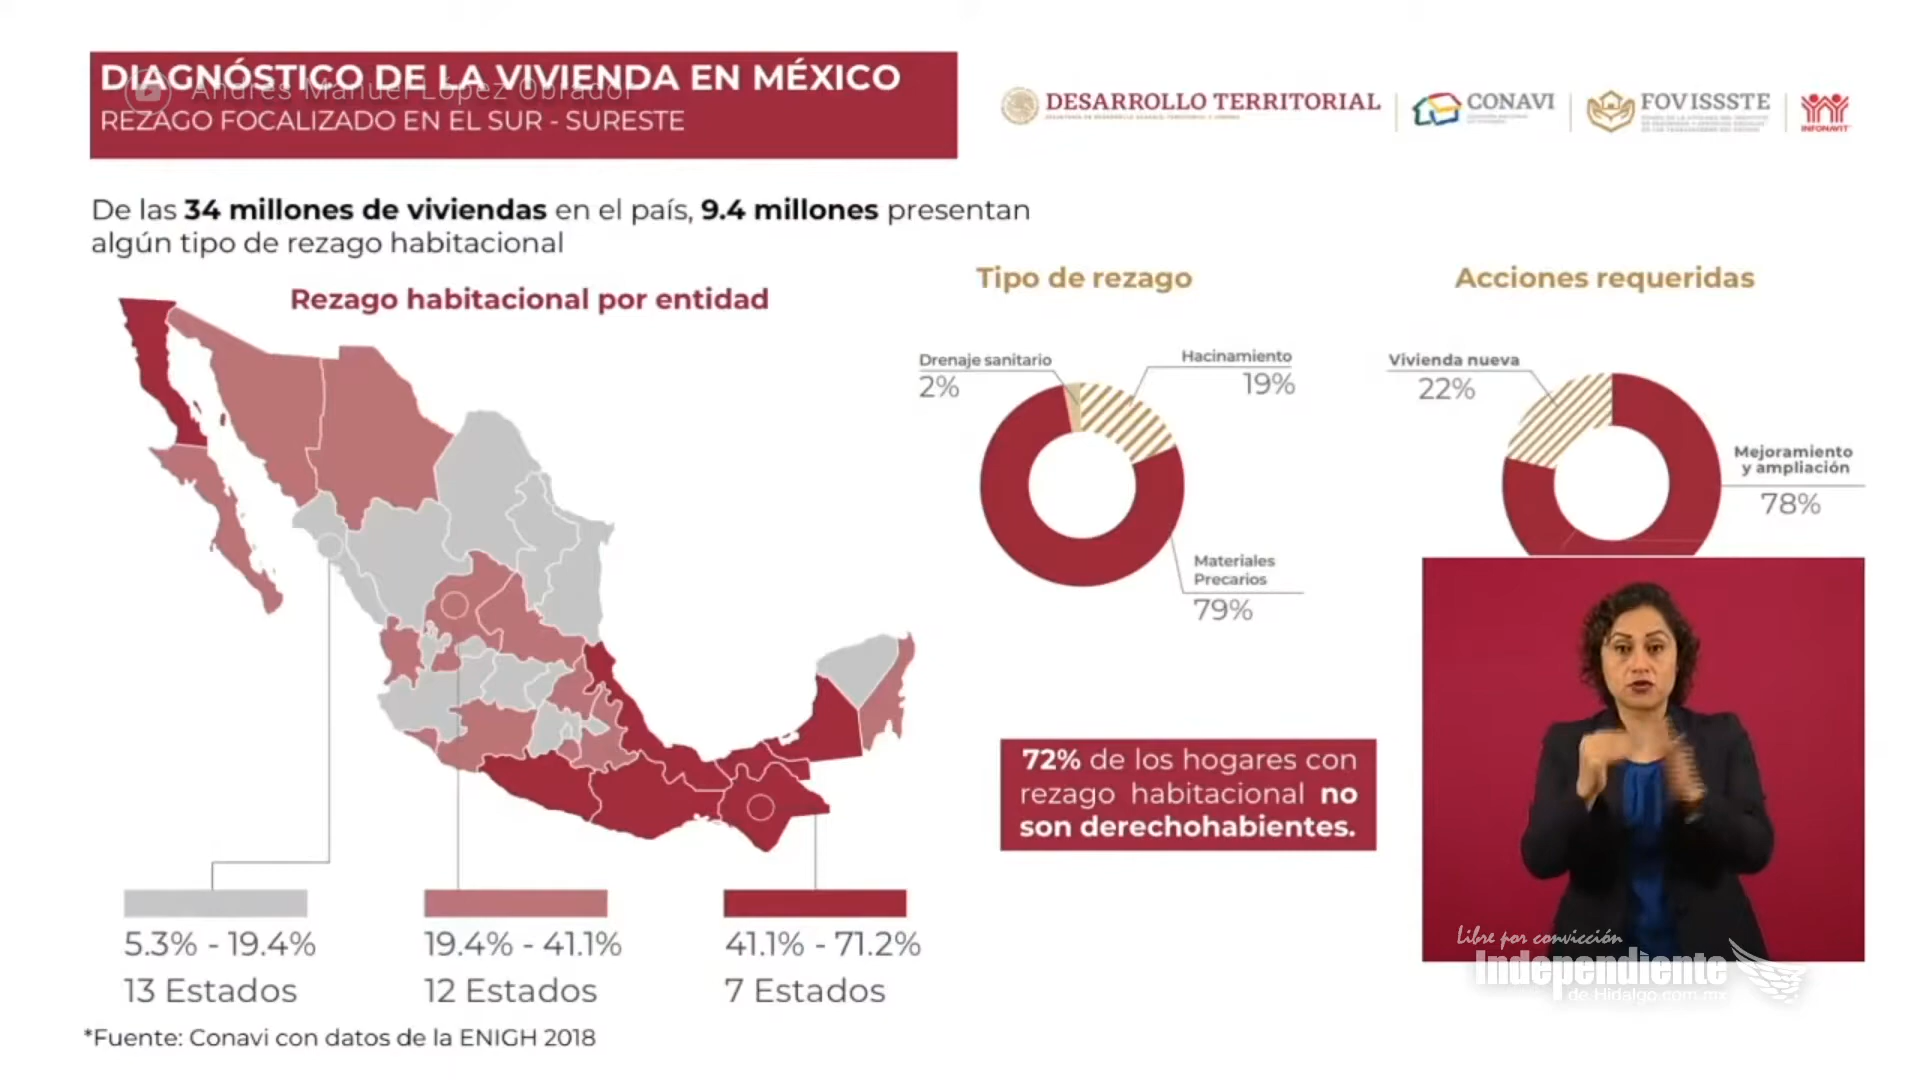 DIAGNÓSTICO DE LA VIVIENDA EN MÉXICO
Andrés Manuel López Obrador
REZAGO FOCALIZADO EN EL SUR - SURESTE
DESARROLLO TERRITORIAL
CONAVI
FOVISSSTE
INFONAVIT
De las 34 millones de viviendas en el país, 9.4 millones presentan
algún tipo de rezago habitacional
Rezago habitacional por entidad
Tipo de rezago
Drenaje sanitario
2%
Hacinamiento
19%
Materiales
Precarios
79%
Acciones requeridas
Vivienda nueva
22%
Mejoramiento
y ampliación
78%
72% de los hogares con
rezago habitacional no
son derechohabientes.
5.3% - 19.4%
13 Estados
19.4% - 41.1%
12 Estados
41.1% - 71.2%
7 Estados
*Fuente: Conavi con datos de la ENIGH 2018
Libre por convicción
Independiente
de Hidalgo.com.mx